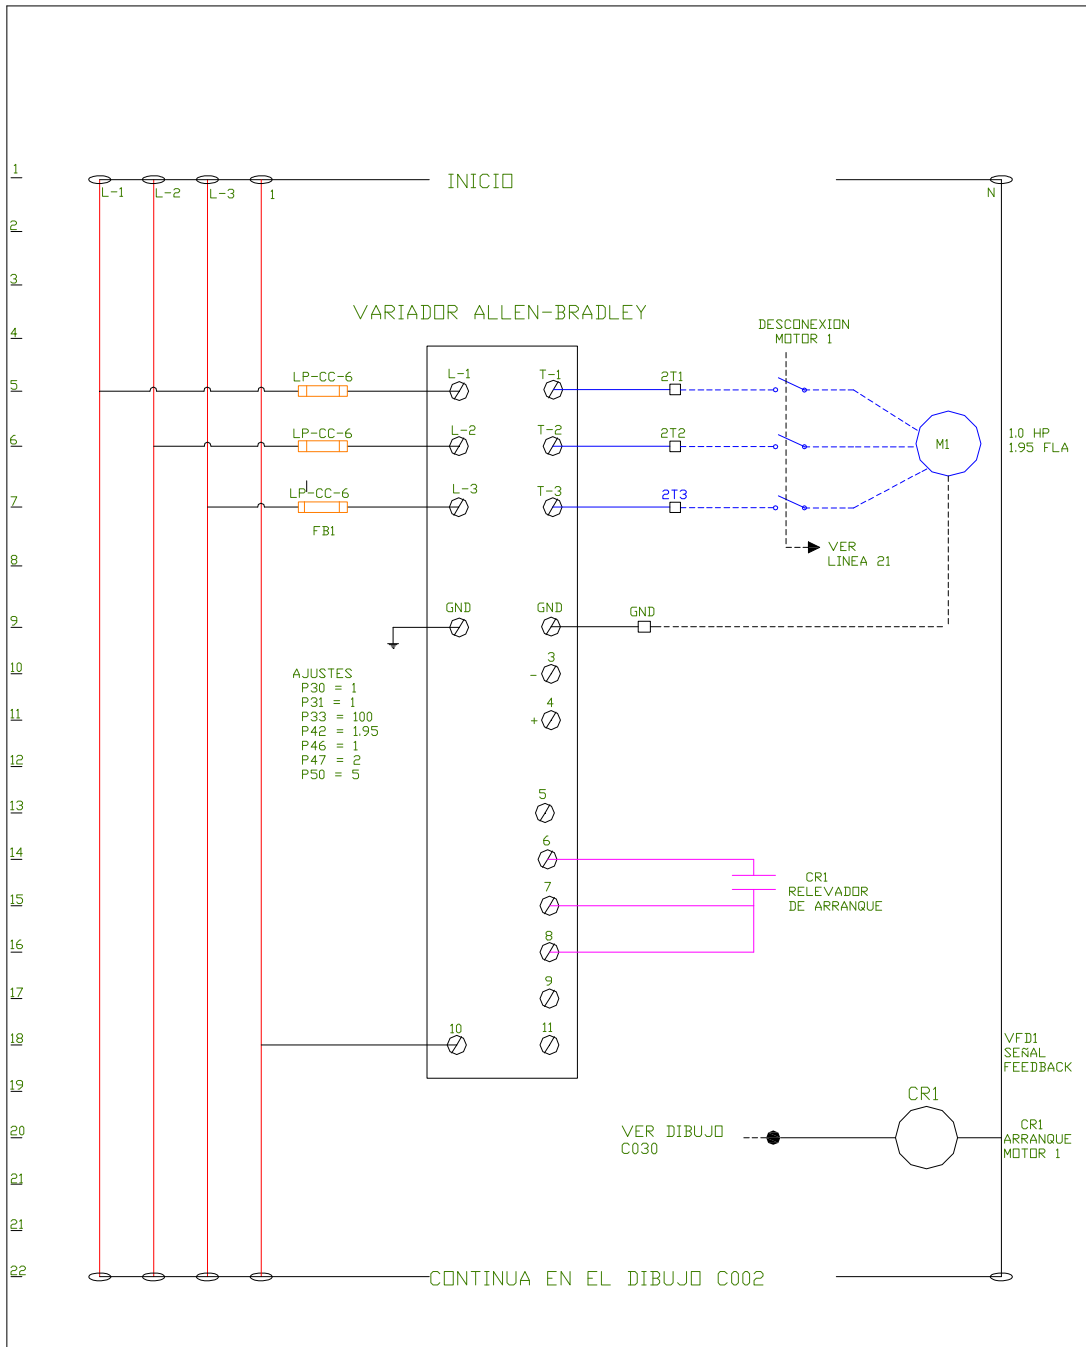 1
INICIO
L-1
L-2
L-3
1
N
2
3
VARIADOR ALLEN-BRADLEY
DESCONEXION
MOTOR 1
4
LP-CC-6
L-1
T-1
2T1
5
LP-CC-6
L-2
T-2
2T2
M1
1.0 HP
1.95 FLA
6
LP-CC-6
L-3
T-3
2T3
7
FB1
VER
LINEA 21
8
GND
GND
GND
9
3
-
10
AJUSTES
P30 = 1
P31 = 1
P33 = 100
P42 = 1.95
P46 = 1
P47 = 2
P50 = 5
4
+
11
12
5
13
6
14
CR1
RELEVADOR
DE ARRANQUE
7
15
8
16
9
17
10
11
18
VFD1
SEÑAL
FEEDBACK
19
CR1
VER DIBUJO
C030
CR1
ARRANQUE
MOTOR 1
20
21
21
22
CONTINUA EN EL DIBUJO C002